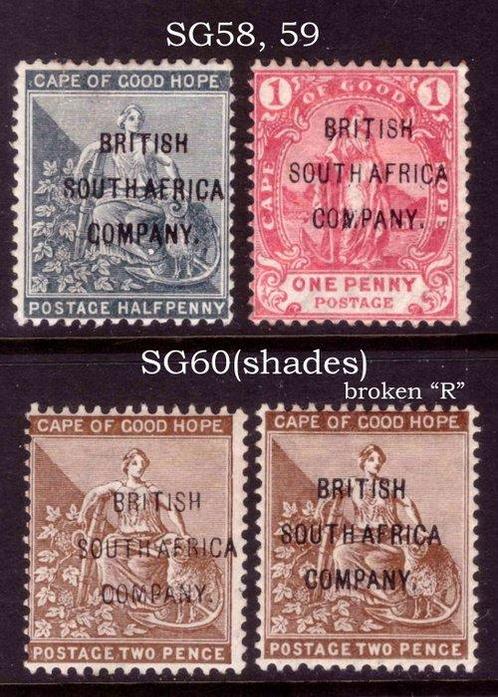 SG58, 59
CAPE OF GOOD HOPE
BRITISH
SOUTH AFRICA
COMPANY.
POSTAGE HALFPENNY
1 OF GOOD 1
CAPE
HOPE
BRITISH
SOUTH AFRICA
COMPANY.
ONE PENNY
POSTAGE
SG60(shades)
broken “R”
CAPE OF GOOD HOPE
BRITISH
SOUTH AFRICA
COMPANY.
POSTAGE TWO PENCE
CAPE OF GOOD HOPE
BRITISH
SOUTH AFRICA
COMPANY.
POSTAGE TWO PENCE